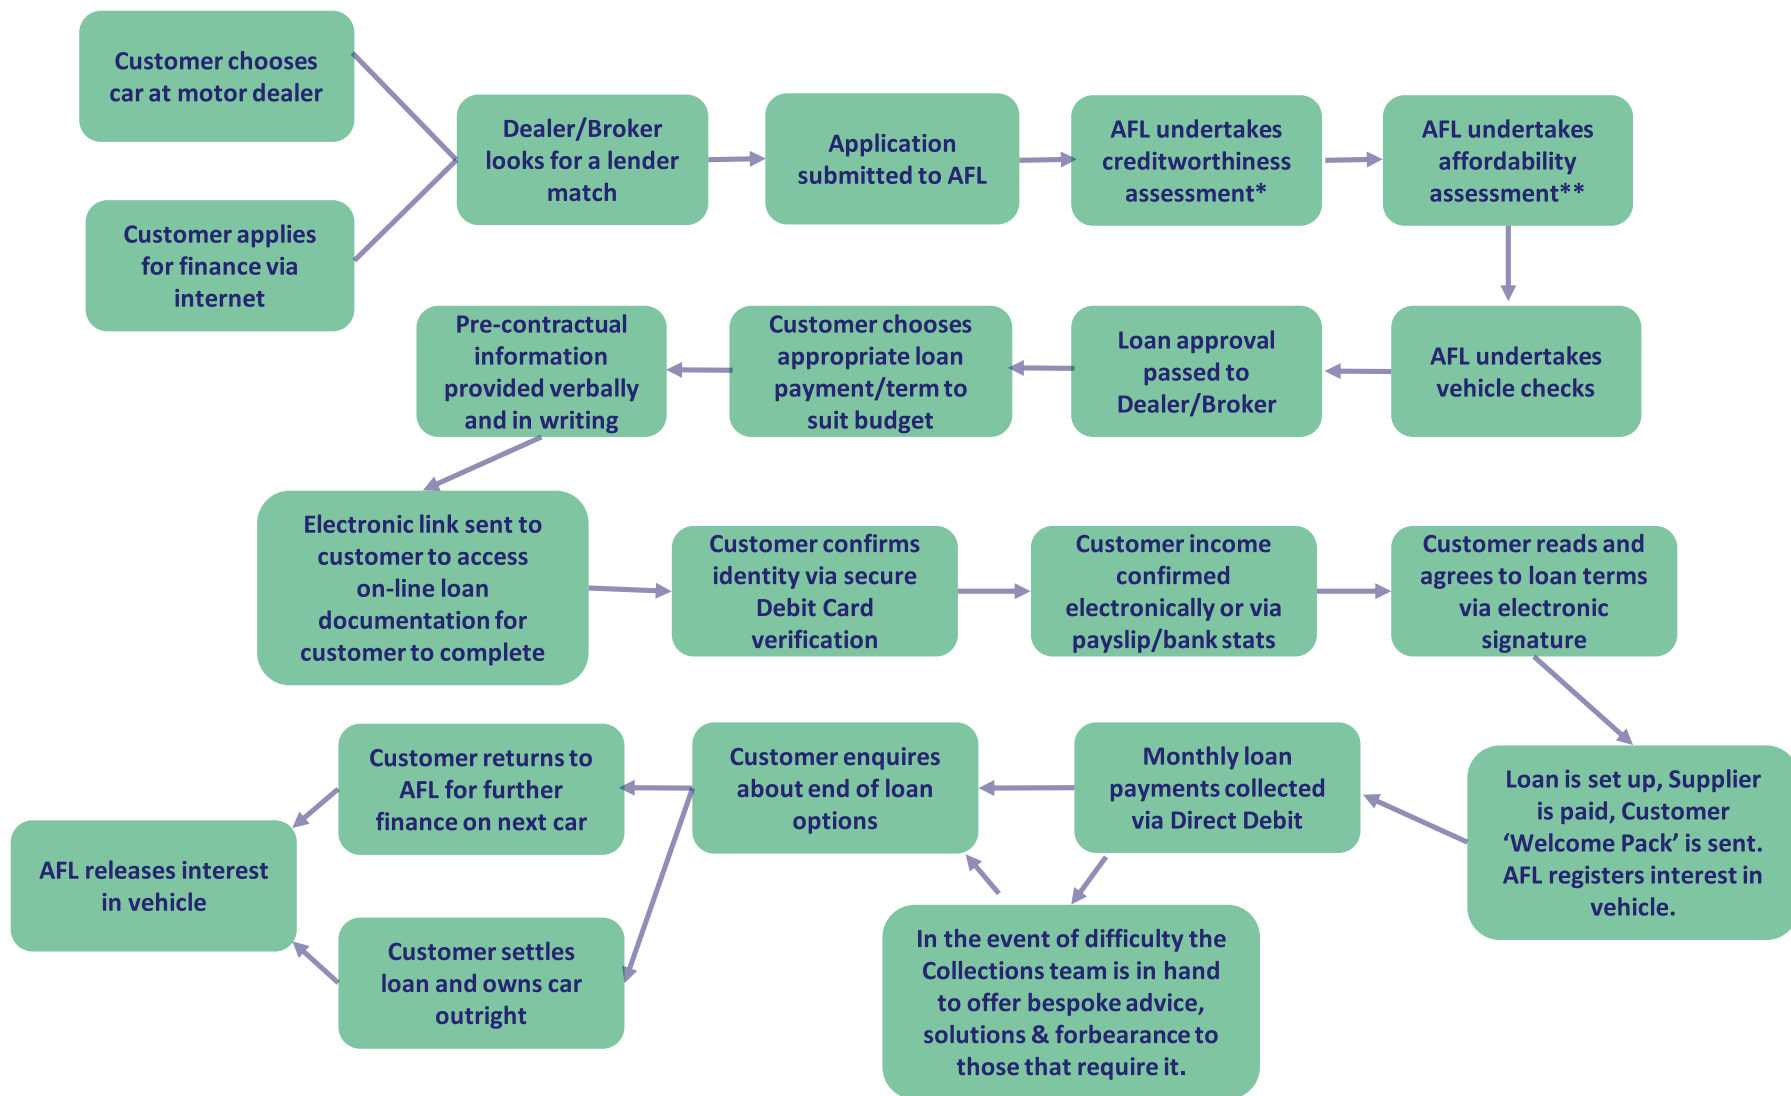 Customer chooses
car at motor dealer
Customer applies
for finance via
internet
Dealer/Broker
looks for a lender
match
Application
submitted to AFL
AFL undertakes
creditworthiness
assessment*
AFL undertakes
affordability
assessment**
AFL undertakes
vehicle checks
Loan approval
passed to
Dealer/Broker
Customer chooses
appropriate loan
payment/term to
suit budget
Pre-contractual
information
provided verbally
and in writing
Electronic link sent to
customer to access
on-line loan
documentation for
customer to complete
Customer confirms
identity via secure
Debit Card
verification
Customer income
confirmed
electronically or via
payslip/bank stats
Customer reads and
agrees to loan terms
via electronic
signature
Loan is set up, Supplier
is paid, Customer
‘Welcome Pack’ is sent.
AFL registers interest in
vehicle.
Monthly loan
payments collected
via Direct Debit
In the event of difficulty the
Collections team is in hand
to offer bespoke advice,
solutions & forbearance to
those that require it.
Customer enquires
about end of loan
options
Customer returns to
AFL for further
finance on next car
Customer settles
loan and owns car
outright
AFL releases interest
in vehicle